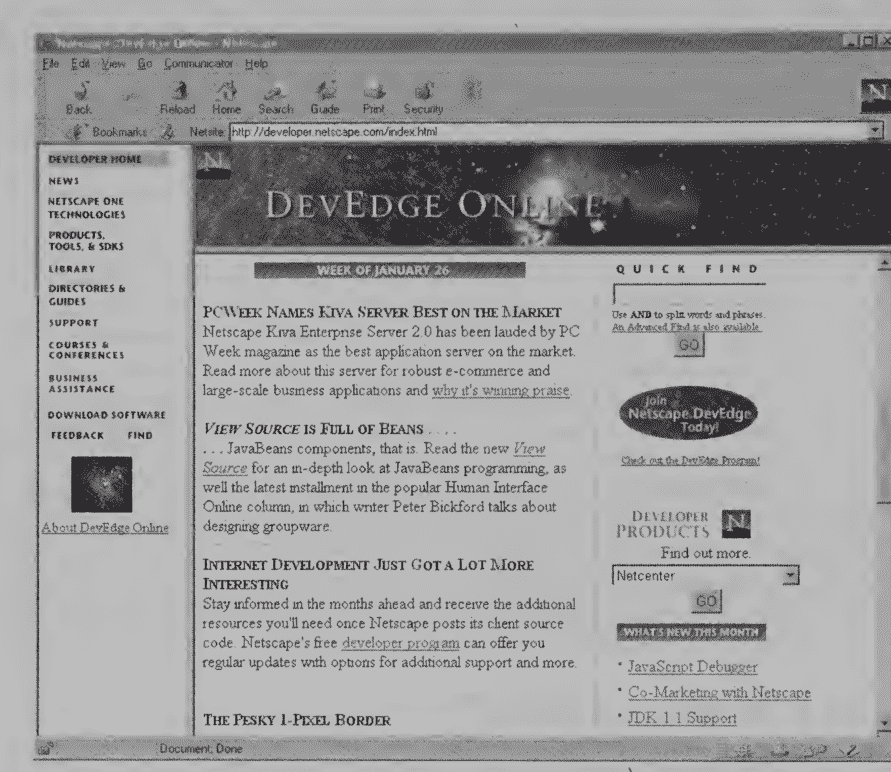 Netscape DevEdge Online - Netscape
File Edit View Go Communicator Help
Back Reload Home Search Guide Print Security
N
Bookmarks Netsite: http://developer.netscape.com/index.html
DEVELOPER HOME
NEWS
NETSCAPE ONE
TECHNOLOGIES
PRODUCTS,
TOOLS, & SDKS
LIBRARY
DIRECTORIES &
GUIDES
SUPPORT
COURSES &
CONFERENCES
BUSINESS
ASSISTANCE
DOWNLOAD SOFTWARE
FEEDBACK FIND
About DevEdge Online
N
DEVEDGE ONLINE
WEEK OF JANUARY 26
PCWEEK NAMES KIVA SERVER BEST ON THE MARKET
Netscape Kiva Enterprise Server 2.0 has been lauded by PC
Week magazine as the best application server on the market.
Read more about this server for robust e-commerce and
large-scale business applications and why it's winning praise.
VIEW SOURCE IS FULL OF BEANS . . . .
. . . JavaBeans components, that is. Read the new View
Source for an in-depth look at JavaBeans programming, as
well the latest installment in the popular Human Interface
Online column, in which writer Peter Bickford talks about
designing groupware.
INTERNET DEVELOPMENT JUST GOT A LOT MORE
INTERESTING
Stay informed in the months ahead and receive the additional
resources you'll need once Netscape posts its client source
code. Netscape's free developer program can offer you
regular updates with options for additional support and more.
THE PESKY 1-PIXEL BORDER
QUICK FIND
Use AND to split words and phrases.
An Advanced Find is also available.
GO
Join
Netscape DevEdge
Today!
Check out the DevEdge Program!
DEVELOPER
PRODUCTS N
Find out more.
Netcenter
GO
WHAT'S NEW THIS MONTH
• JavaScript Debugger
• Co-Marketing with Netscape
• JDK 1.1 Support
Document: Done